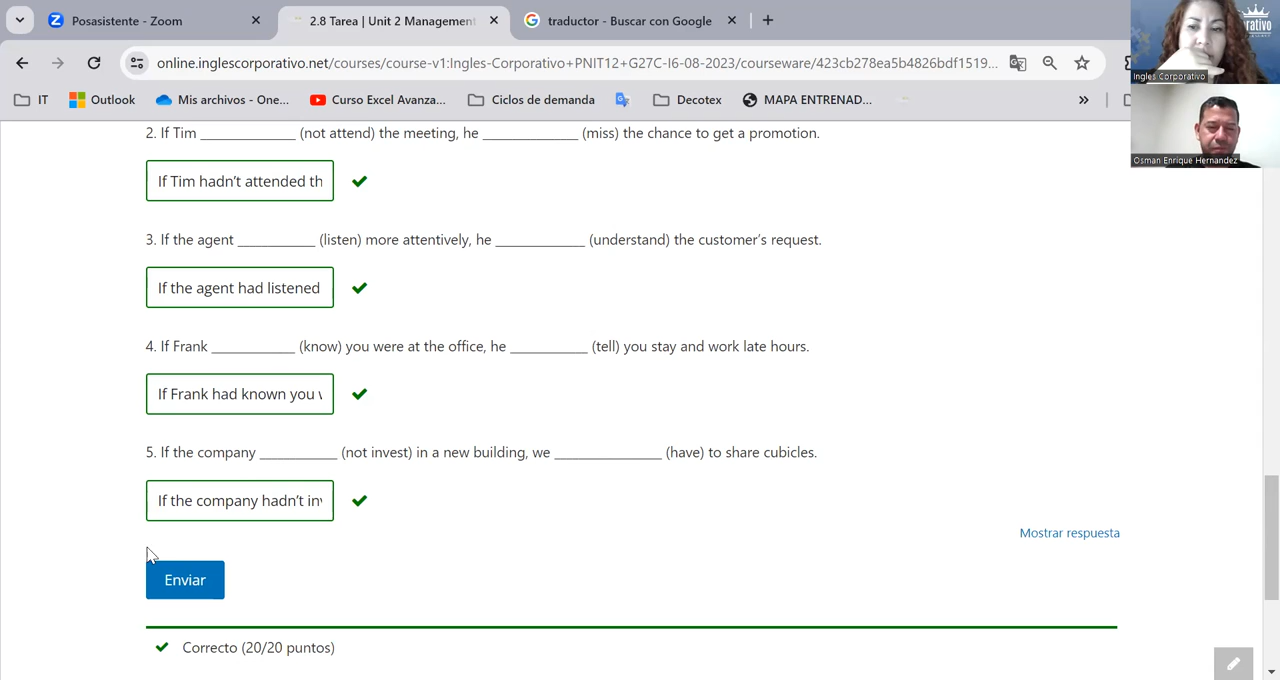 Posasistente - Zoom
2.8 Tarea | Unit 2 Management
traductor - Buscar con Google
online.inglescorporativo.net/courses/course-v1:Ingles-Corporativo+PNIT12+G27C-I6-08-2023/courseware/423cb278ea5b4826bdf1519...
IT
Outlook
Mis archivos - One...
Curso Excel Avanza...
Ciclos de demanda
Decotex
MAPA ENTRENAD...
rativo
Ingles Corporativo
Osman Enrique Hernandez
2. If Tim _____________ (not attend) the meeting, he _____________ (miss) the chance to get a promotion.
If Tim hadn’t attended th
3. If the agent ___________ (listen) more attentively, he _____________ (understand) the customer’s request.
If the agent had listened
4. If Frank ____________ (know) you were at the office, he ___________ (tell) you stay and work late hours.
If Frank had known you
5. If the company ___________ (not invest) in a new building, we _______________ (have) to share cubicles.
If the company hadn’t in
Mostrar respuesta
Enviar
Correcto (20/20 puntos)